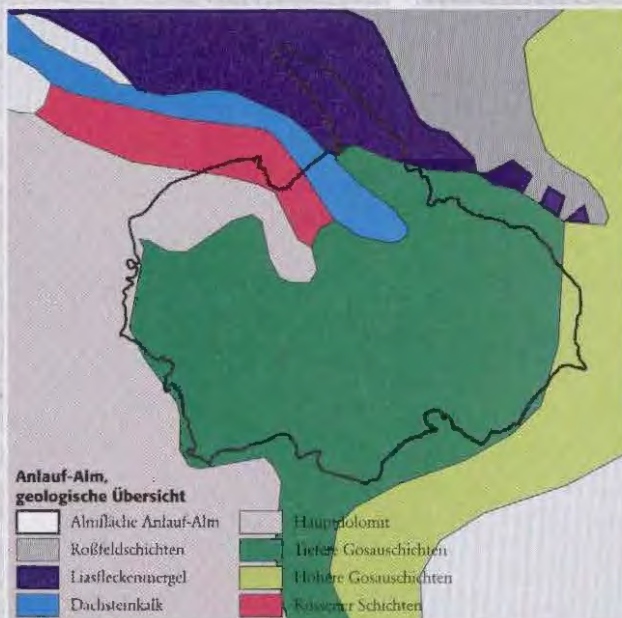 Anlauf-Alm,
geologische Übersicht
Almfläche Anlauf-Alm
Roßfeldschichten
Liasfleckenmergel
Dachsteinkalk
Hauptdolomit
Tiefere Gosauschichten
Höhere Gosauschichten
Kössener Schichten